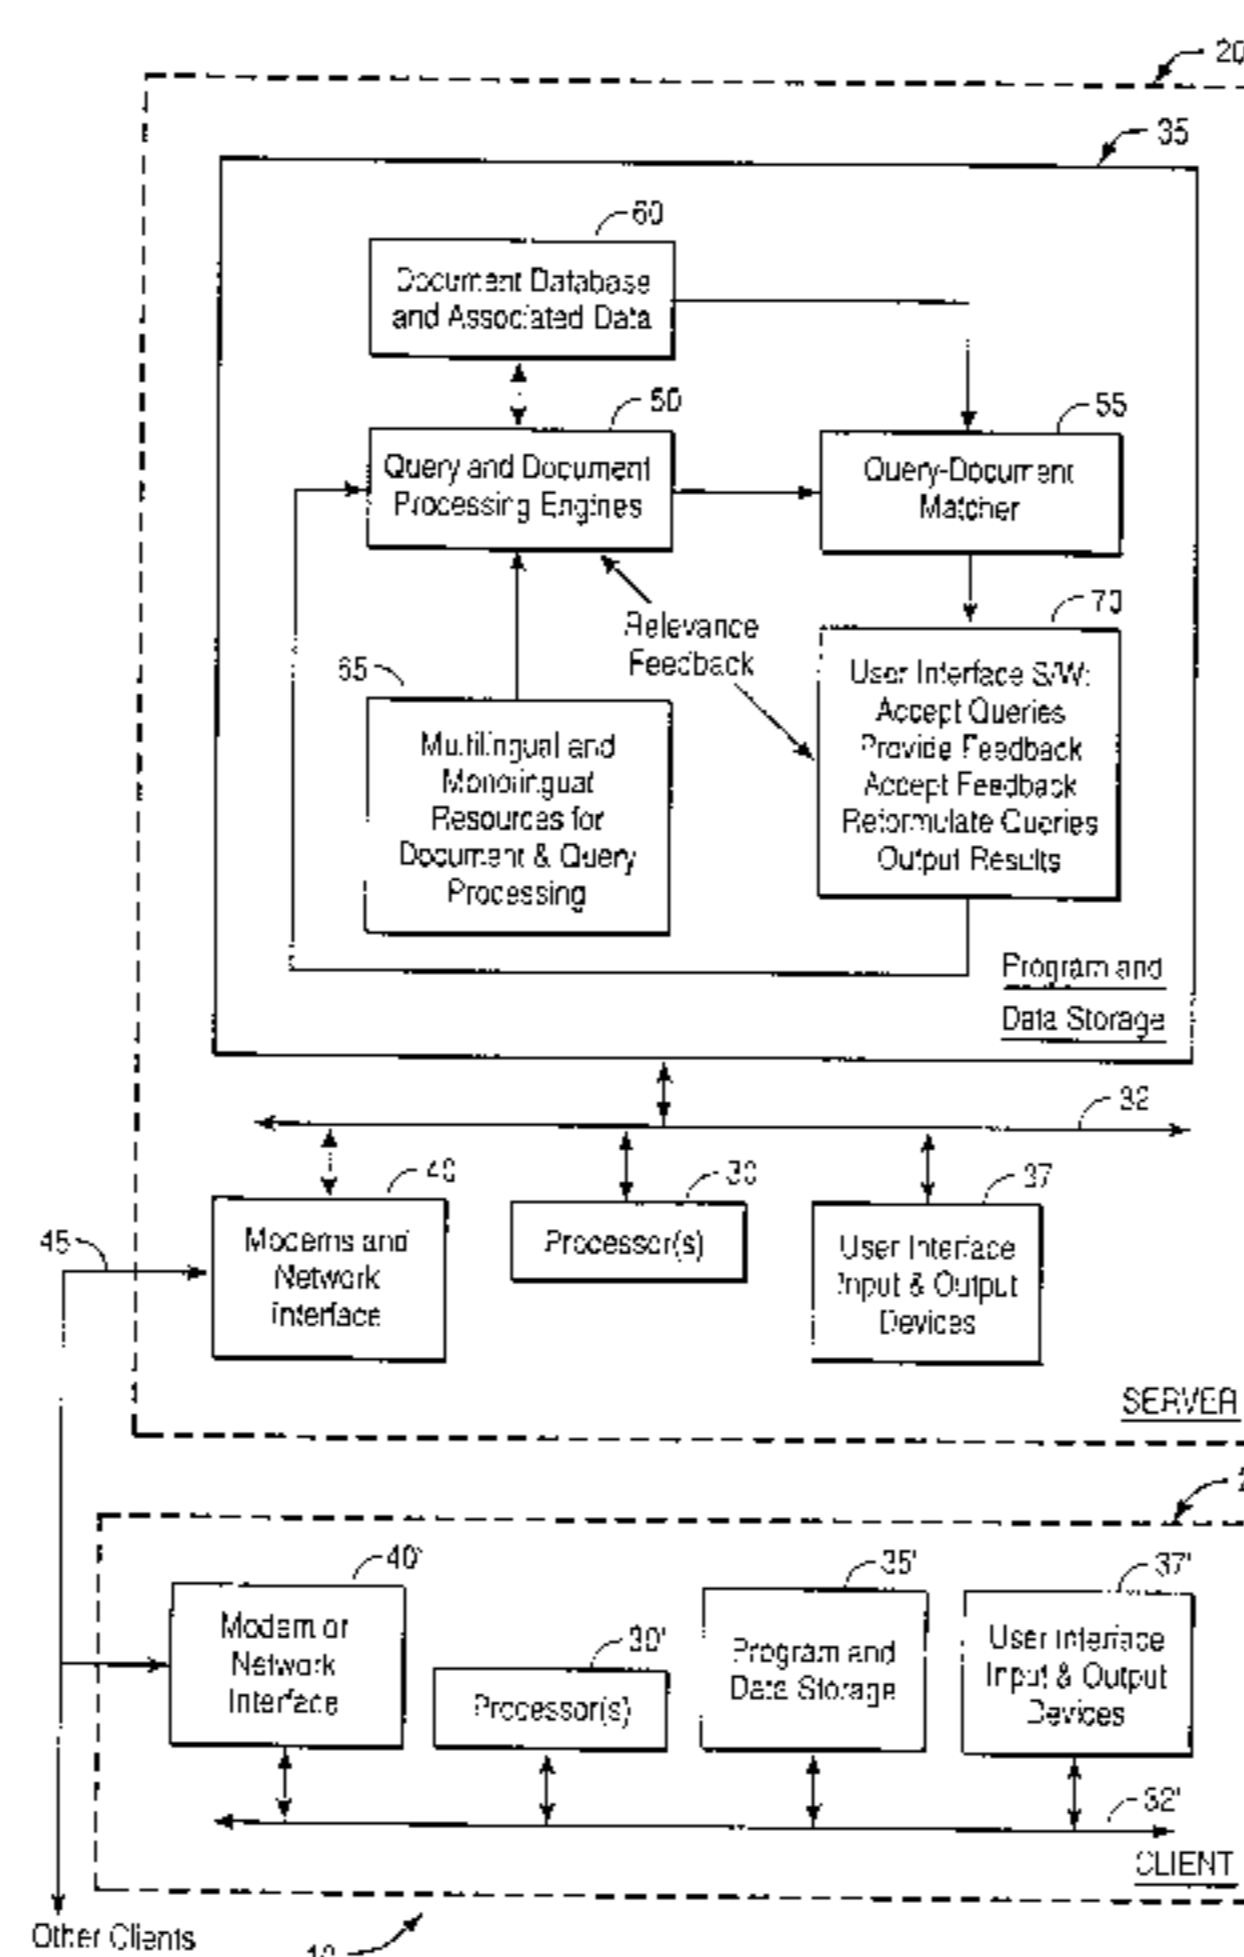 20
35
60
Document Database
and Associated Data
50
55
Query and Document
Processing Engines
Query-Document
Matcher
70
Relevance
Feedback
65
User Interface S/W:
Accept Queries
Provide Feedback
Accept Feedback
Reformulate Queries
Output Results
Multilingual and
Monolingual
Resources for
Document & Query
Processing
Program and
Data Storage
32
40
30
37
45
Modems and
Network
Interface
Processor(s)
User Interface
Input & Output
Devices
SERVER
40'
35'
37'
30'
Modem or
Network
Interface
Processor(s)
Program and
Data Storage
User Interface
Input & Output
Devices
32'
CLIENT
Other Clients
10